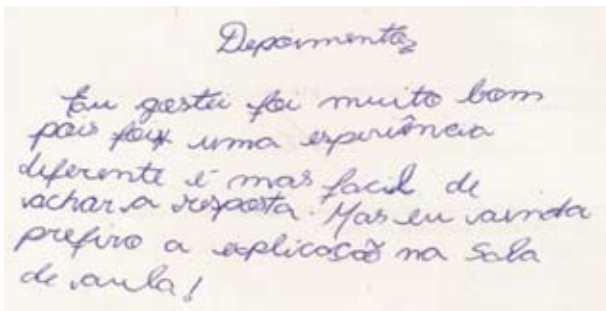 Depoimento
Eu gostei foi muito bom
pois foi uma experiência
diferente é mas facil de
achar a resposta. Mas eu ainda
prefiro a explicação na Sala
de aula!